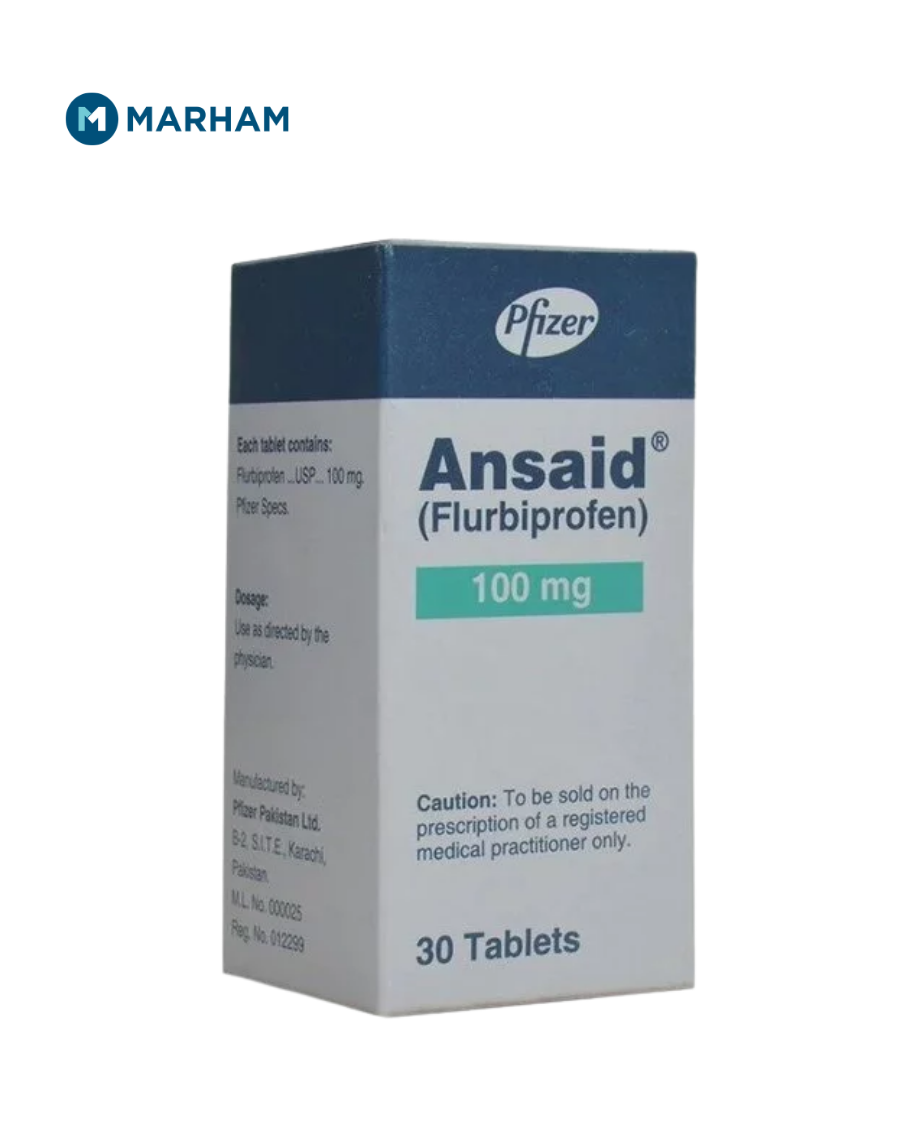 MARHAM
Pfizer
Ansaid®
(Flurbiprofen)
100 mg
Caution: To be sold on the
prescription of a registered
medical practitioner only.
30 Tablets
Each tablet contains:
Flurbiprofen ...USP... 100 mg.
Pfizer Specs.
Dosage:
Use as directed by the
physician.
Manufactured by:
Pfizer Pakistan Ltd.
B-2, S.I.T.E., Karachi,
Pakistan.
M.L. No. 000025
Reg. No. 012299